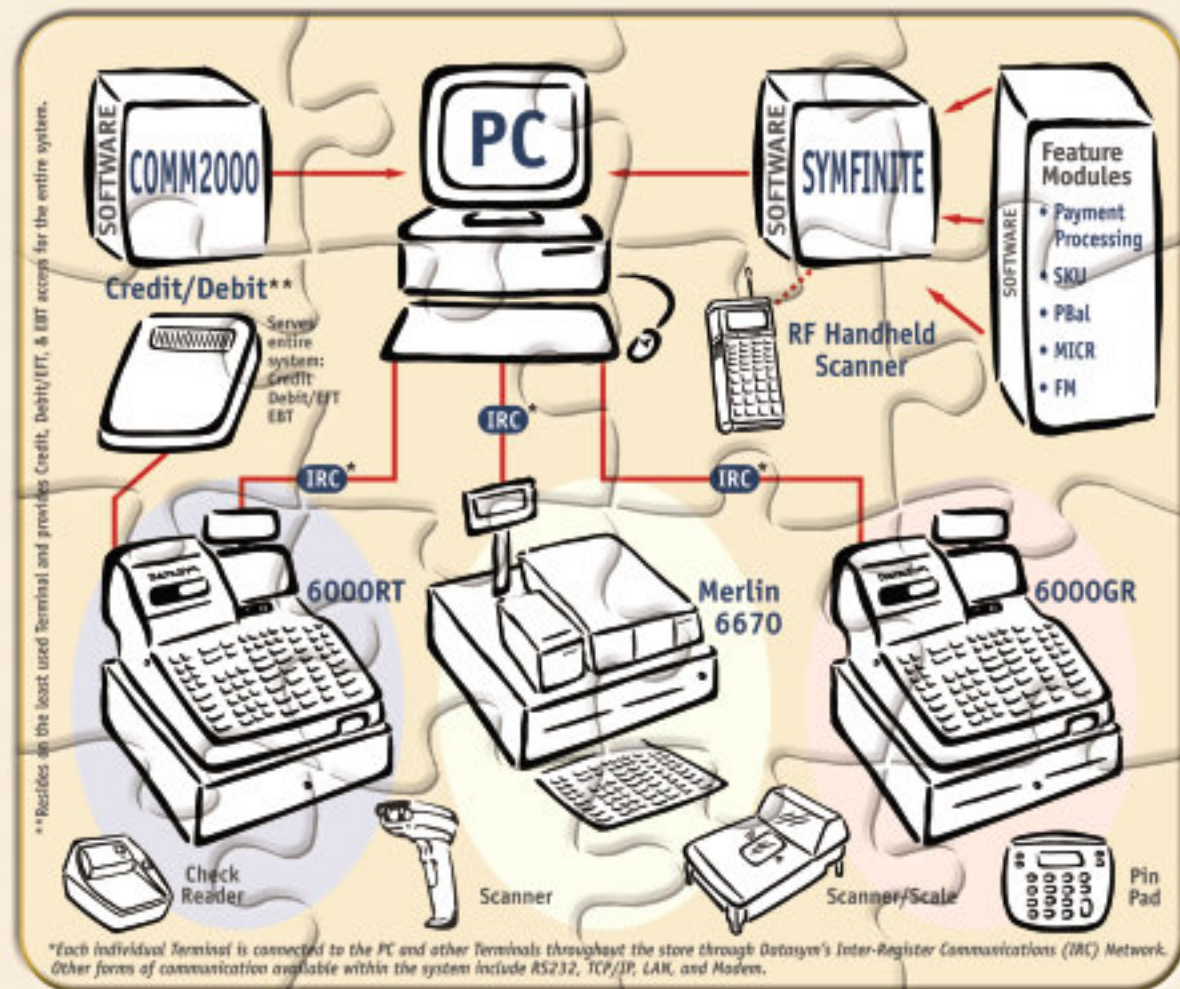 SOFTWARE
COMM2000
PC
SOFTWARE
SYMFINITE
SOFTWARE
Feature
Modules
• Payment
Processing
• SKU
• PBal
• MICR
• FM
Credit/Debit**
Serves
entire
system:
Credit
Debit/EFT
EBT
RF Handheld
Scanner
IRC*
IRC*
IRC*
Datasym
6000RT
Merlin
6670
Datasym
6000GR
Check
Reader
Scanner
Scanner/Scale
Pin
Pad
**Resides on the least used Terminal and provides Credit, Debit/EFT, & EBT access for the entire system.
*Each individual Terminal is connected to the PC and other Terminals throughout the store through Datasym's Inter-Register Communications (IRC) Network.
Other forms of communication available within the system include RS232, TCP/IP, LAN, and Modem.